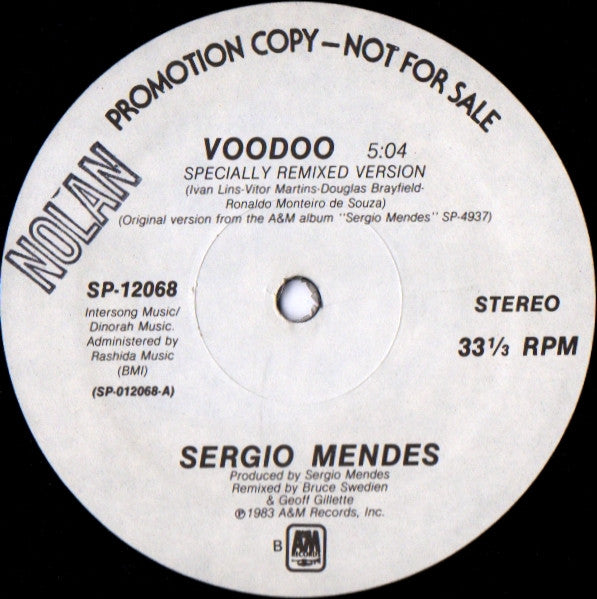 PROMOTION COPY – NOT FOR SALE
NOLAN
VOODOO 5:04
SPECIALLY REMIXED VERSION
(Ivan Lins-Vitor Martins-Douglas Brayfield-
Ronaldo Monteiro de Souza)
(Original version from the A&M album "Sergio Mendes" SP-4937)
SP-12068
Intersong Music/
Dinorah Music.
Administered by
Rashida Music
(BMI)
(SP-012068-A)
STEREO
33 1/3 RPM
SERGIO MENDES
Produced by Sergio Mendes
Remixed by Bruce Swedien
& Geoff Gillette
℗1983 A&M Records, Inc.
B
A&M
RECORDS